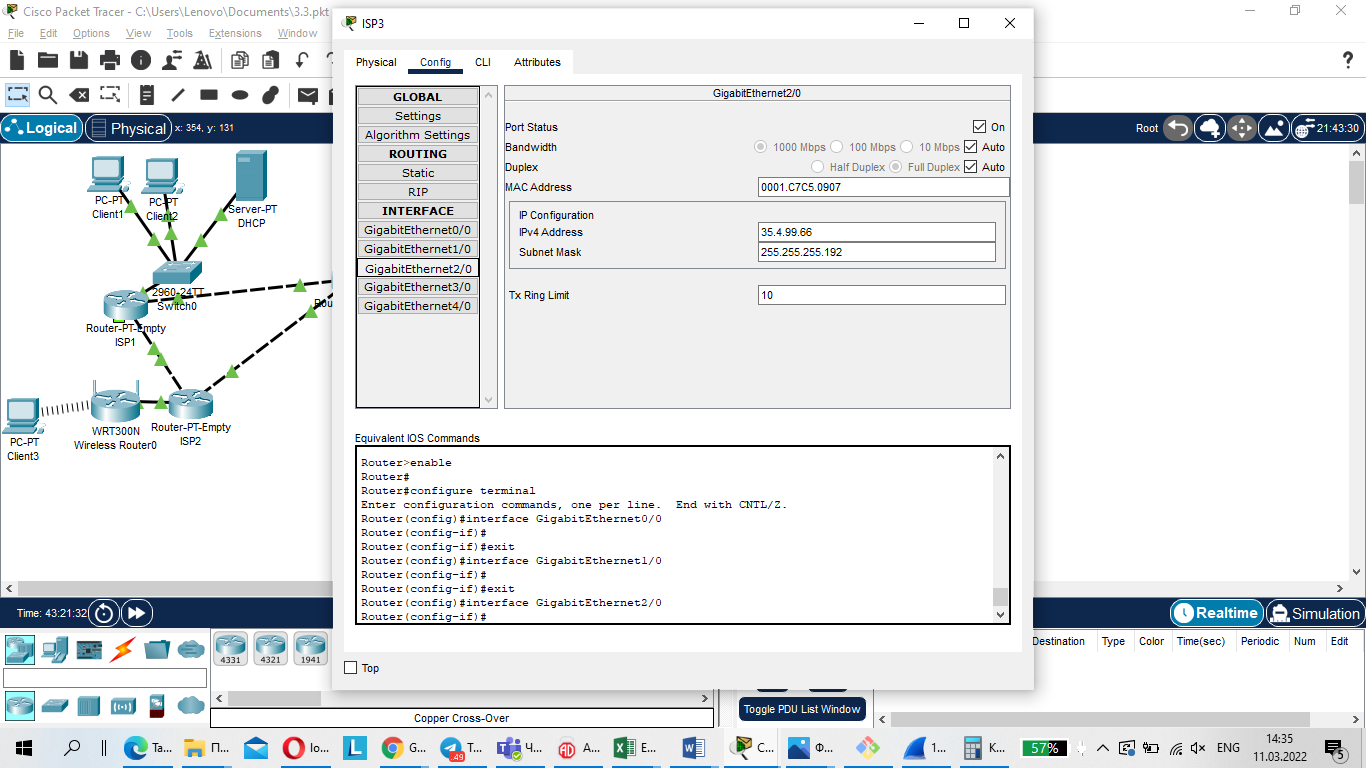 Cisco Packet Tracer - C:\Users\Lenovo\Documents\3.3.pkt
File Edit Options View Tools Extensions Window
Logical Physical x: 354, y: 131
Root 21:43:30
ISP3
Physical Config CLI Attributes
GLOBAL
Settings
Algorithm Settings
ROUTING
Static
RIP
INTERFACE
GigabitEthernet0/0
GigabitEthernet1/0
GigabitEthernet2/0
GigabitEthernet3/0
GigabitEthernet4/0
GigabitEthernet2/0
Port Status On
Bandwidth 1000 Mbps 100 Mbps 10 Mbps Auto
Duplex Half Duplex Full Duplex Auto
MAC Address 0001.C7C5.0907
IP Configuration
IPv4 Address 35.4.99.66
Subnet Mask 255.255.255.192
Tx Ring Limit 10
Equivalent IOS Commands
Router>enable
Router#
Router#configure terminal
Enter configuration commands, one per line. End with CNTL/Z.
Router(config)#interface GigabitEthernet0/0
Router(config-if)#
Router(config-if)#exit
Router(config)#interface GigabitEthernet1/0
Router(config-if)#
Router(config-if)#exit
Router(config)#interface GigabitEthernet2/0
Router(config-if)#
Top
PC-PT
Client1
PC-PT
Client2
Server-PT
DHCP
2960-24TT
Switch0
Router-PT-Empty
ISP1
Rou
WRT300N
Wireless Router0
Router-PT-Empty
ISP2
PC-PT
Client3
Time: 43:21:32
Realtime Simulation
4331 4321 1941
Copper Cross-Over
Destination Type Color Time(sec) Periodic Num Edit
Toggle PDU List Window
Ta... П... L Io... G... 49 T... Ч... A... E... C... Ф... 1... K...
57% ENG 14:35
11.03.2022
5